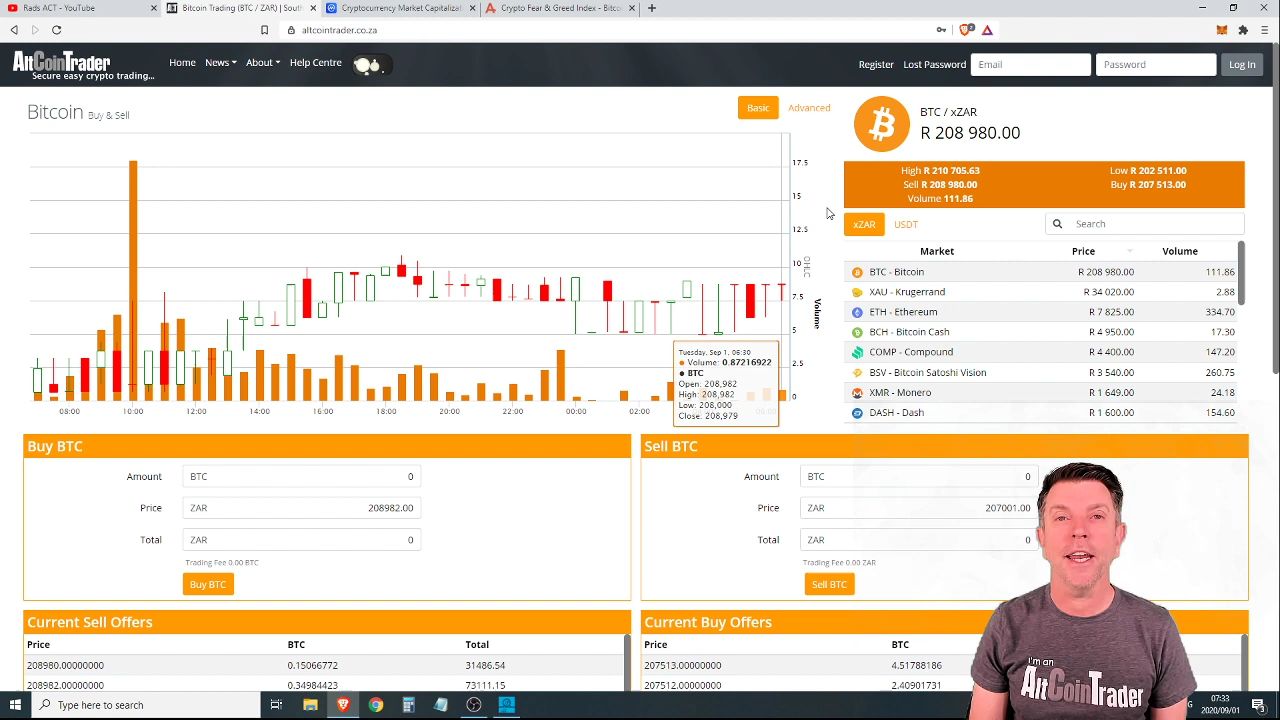 Rads ACT - YouTube
Bitcoin Trading (BTC / ZAR) | Sout
Cryptocurrency Market Capitalizat
Crypto Fear & Greed Index - Bitcoi
altcointrader.co.za
AltCoinTrader
Secure easy crypto trading...
Home News About Help Centre
Register Lost Password Email Password Log In
Bitcoin Buy & Sell
Basic Advanced
BTC / xZAR
R 208 980.00
High R 210 705.63 Low R 202 511.00
Sell R 208 980.00 Buy R 207 513.00
Volume 111.86
xZAR USDT Search
Market Price Volume
BTC - Bitcoin R 208 980.00 111.86
XAU - Krugerrand R 34 020.00 2.88
ETH - Ethereum R 7 825.00 334.70
BCH - Bitcoin Cash R 4 950.00 17.30
COMP - Compound R 4 400.00 147.20
BSV - Bitcoin Satoshi Vision R 3 540.00 260.75
XMR - Monero R 1 649.00 24.18
DASH - Dash R 1 600.00 154.60
17.5
15
12.5
10
7.5
5
2.5
0
OHLC
Volume
Tuesday, Sep 1, 06:30
Volume: 0.87216922
BTC
Open: 208,982
High: 208,982
Low: 208,000
Close: 208,979
08:00 10:00 12:00 14:00 16:00 18:00 20:00 22:00 00:00 02:00 06:00
Buy BTC
Amount BTC 0
Price ZAR 208982.00
Total ZAR 0
Trading Fee 0.00 BTC
Buy BTC
Sell BTC
Amount BTC 0
Price ZAR 207001.00
Total ZAR 0
Trading Fee 0.00 ZAR
Sell BTC
Current Sell Offers
Price BTC Total
208980.00000000 0.15066772 31486.54
208982.00000000 0.34984423 73111.15
Current Buy Offers
Price BTC
207513.00000000 4.51788186
207512.00000000 2.40901731
I'm an
AltCoinTrader
Type here to search
07:33
2020/09/01